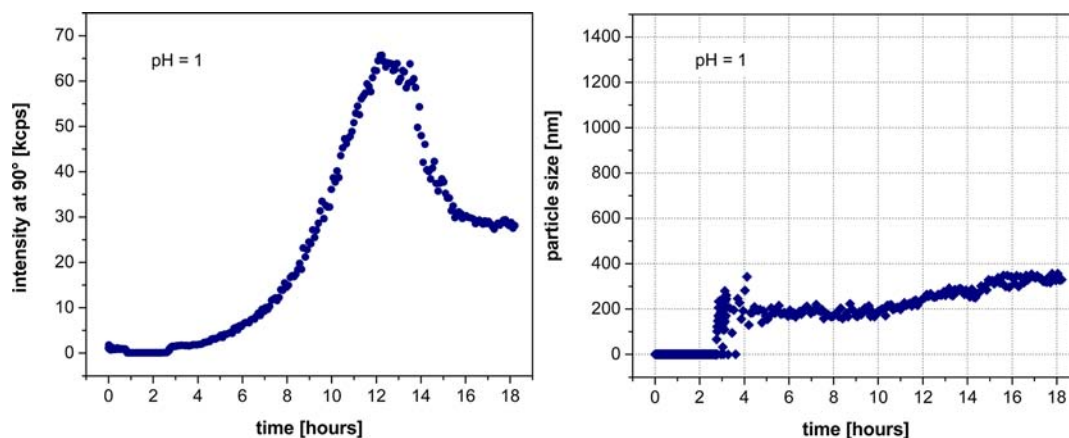 pH = 1
intensity at 90° [kcps]
70
60
50
40
30
20
10
0
0 2 4 6 8 10 12 14 16 18
time [hours]
pH = 1
particle size [nm]
1400
1200
1000
800
600
400
200
0
0 2 4 6 8 10 12 14 16 18
time [hours]